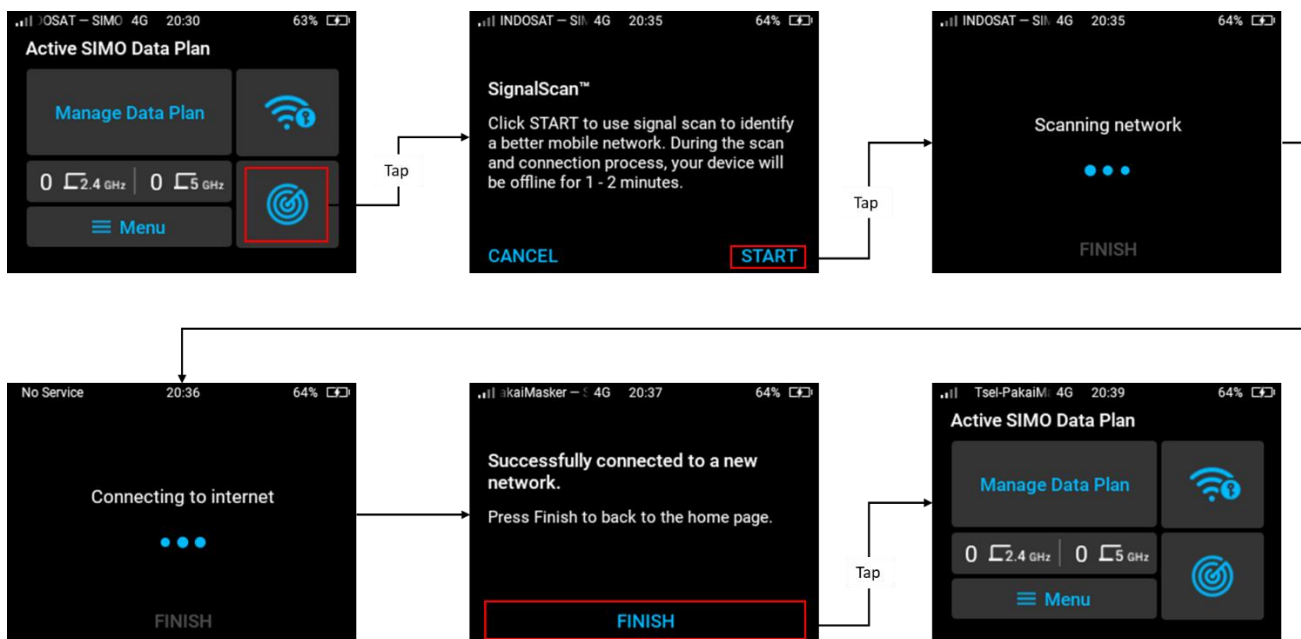 OSAT – SIMO 4G 20:30 63%
Active SIMO Data Plan
Manage Data Plan
0 2.4 GHz 0 5 GHz
Menu
Tap
INDOSAT – SIM 4G 20:35 64%
SignalScan™
Click START to use signal scan to identify
a better mobile network. During the scan
and connection process, your device will
be offline for 1 - 2 minutes.
CANCEL START
Tap
INDOSAT – SIM 4G 20:35 64%
Scanning network
FINISH
No Service 20:36 64%
Connecting to internet
FINISH
akaiMasker – S 4G 20:37 64%
Successfully connected to a new
network.
Press Finish to back to the home page.
FINISH
Tap
Tsel-PakaiMa 4G 20:39 64%
Active SIMO Data Plan
Manage Data Plan
0 2.4 GHz 0 5 GHz
Menu